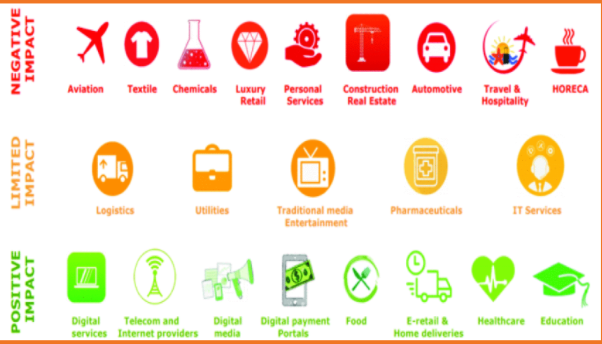 NEGATIVE
IMPACT
Aviation
Textile
Chemicals
Luxury
Retail
Personal
Services
Construction
Real Estate
Automotive
Travel &
Hospitality
HORECA
LIMITED
IMPACT
Logistics
Utilities
Traditional media
Entertainment
Pharmaceuticals
IT Services
POSITIVE
IMPACT
Digital
services
Telecom and
Internet providers
Digital
media
Digital payment
Portals
Food
E-retail &
Home deliveries
Healthcare
Education